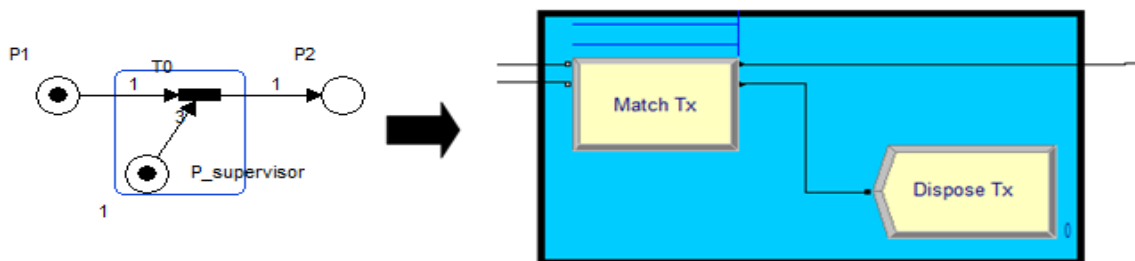 P1
T0
P2
1
1
3
P_supervisor
1
Match Tx
Dispose Tx
0